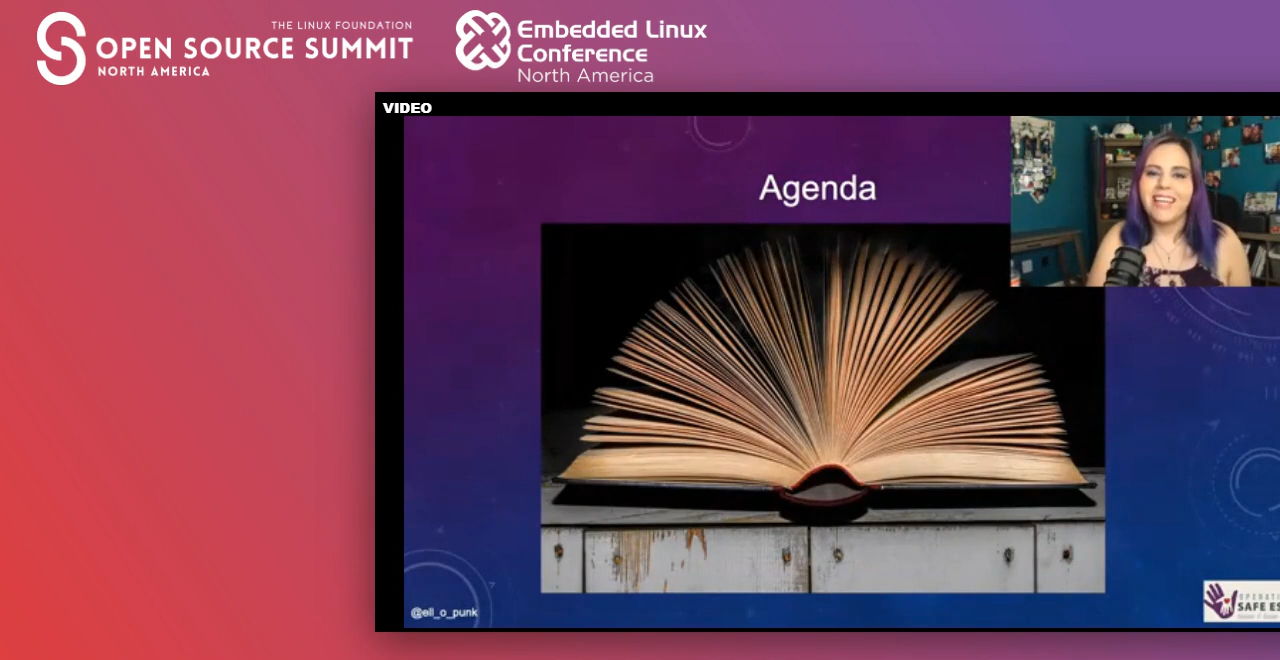 THE LINUX FOUNDATION
OPEN SOURCE SUMMIT
NORTH AMERICA
Embedded Linux
Conference
North America
VIDEO
Agenda
@ell_o_punk
SAFE ES